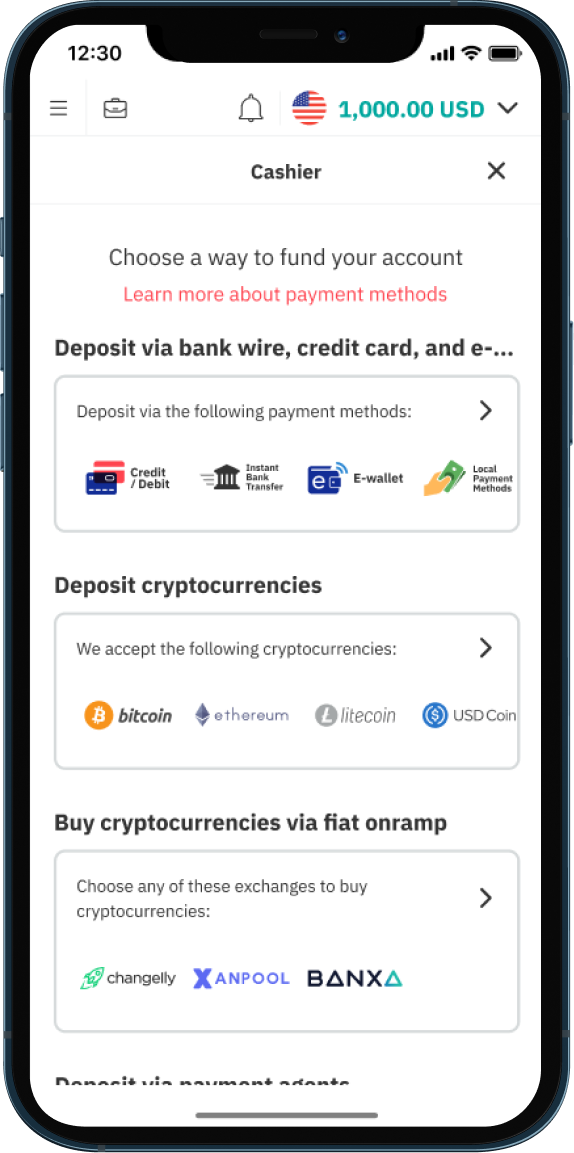 12:30
1,000.00 USD
Cashier
Choose a way to fund your account
Learn more about payment methods
Deposit via bank wire, credit card, and e-...
Deposit via the following payment methods:
Credit
/ Debit
Instant
Bank
Transfer
e
E-wallet
Local
Payment
Methods
Deposit cryptocurrencies
We accept the following cryptocurrencies:
bitcoin
ethereum
litecoin
USD Coin
Buy cryptocurrencies via fiat onramp
Choose any of these exchanges to buy
cryptocurrencies:
changelly
XANPOOL
BANXA
Deposit via payment agents